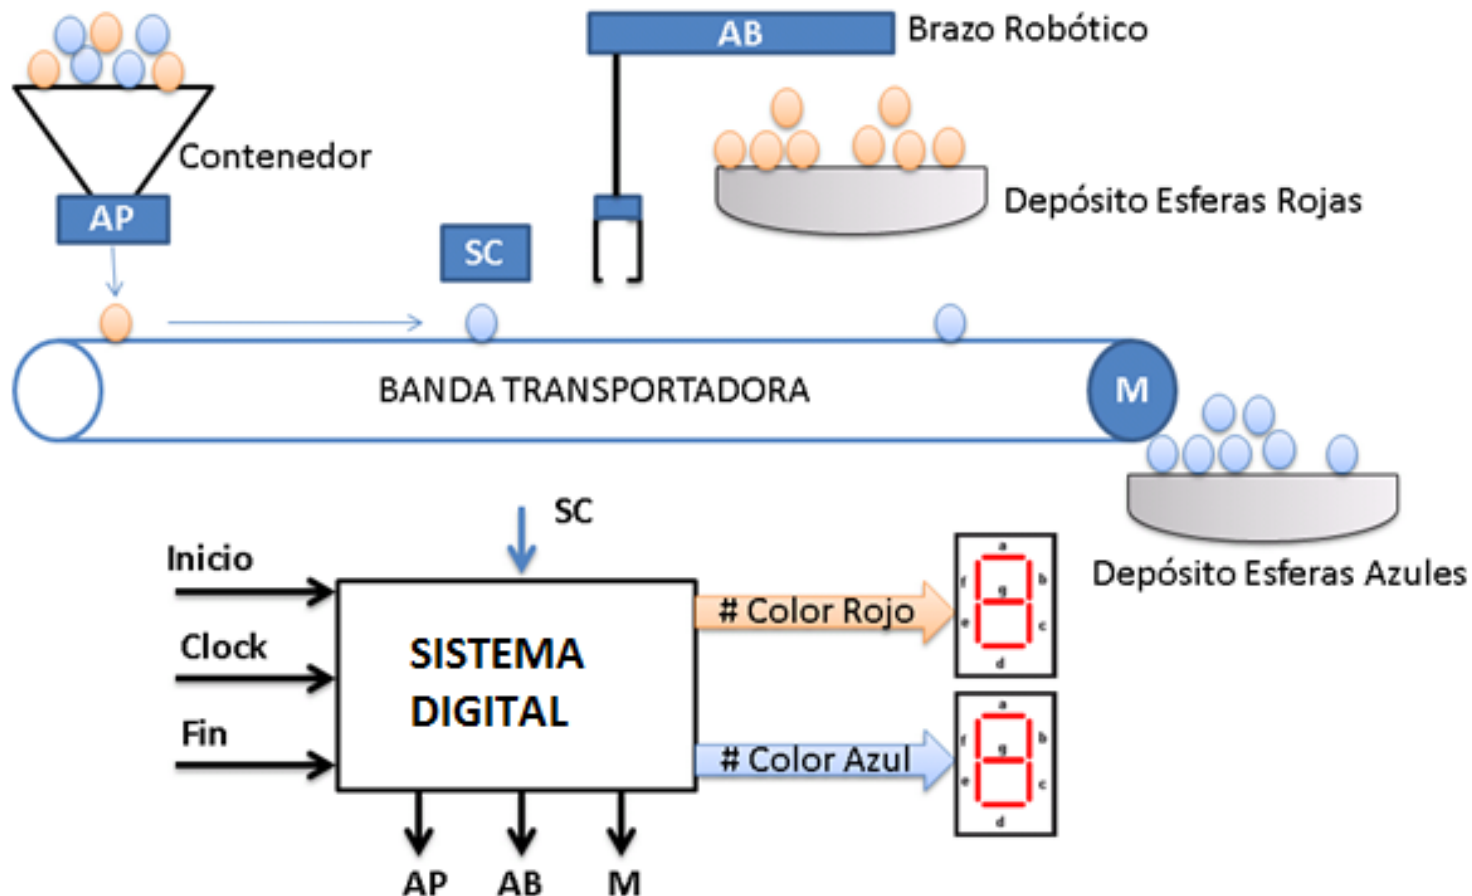 AB
Brazo Robótico
Contenedor
AP
Depósito Esferas Rojas
SC
BANDA TRANSPORTADORA
M
SC
Inicio
Depósito Esferas Azules
# Color Rojo
a
f
b
g
e
c
d
Clock
SISTEMA
DIGITAL
Fin
# Color Azul
a
f
b
g
e
c
d
AP
AB
M